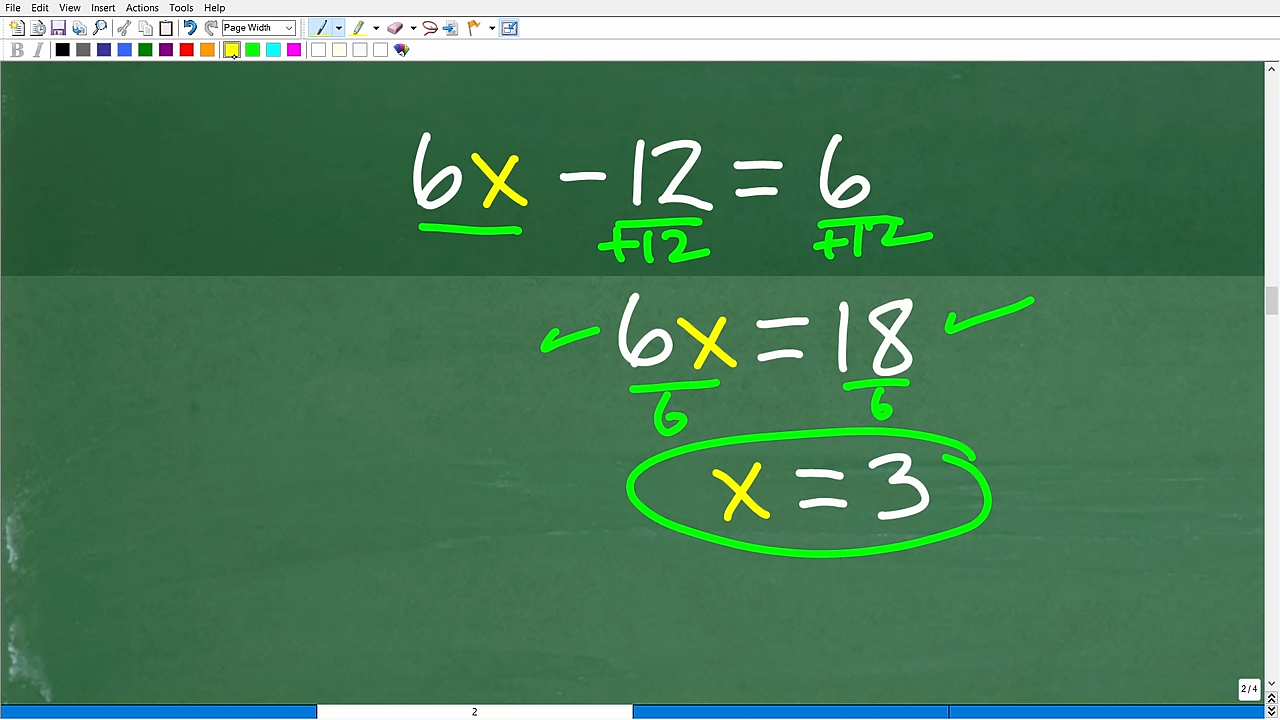 File Edit View Insert Actions Tools Help
Page Width
B I
6x - 12 = 6
+12 +12
6x = 18
6 6
x = 3
2 / 4
2